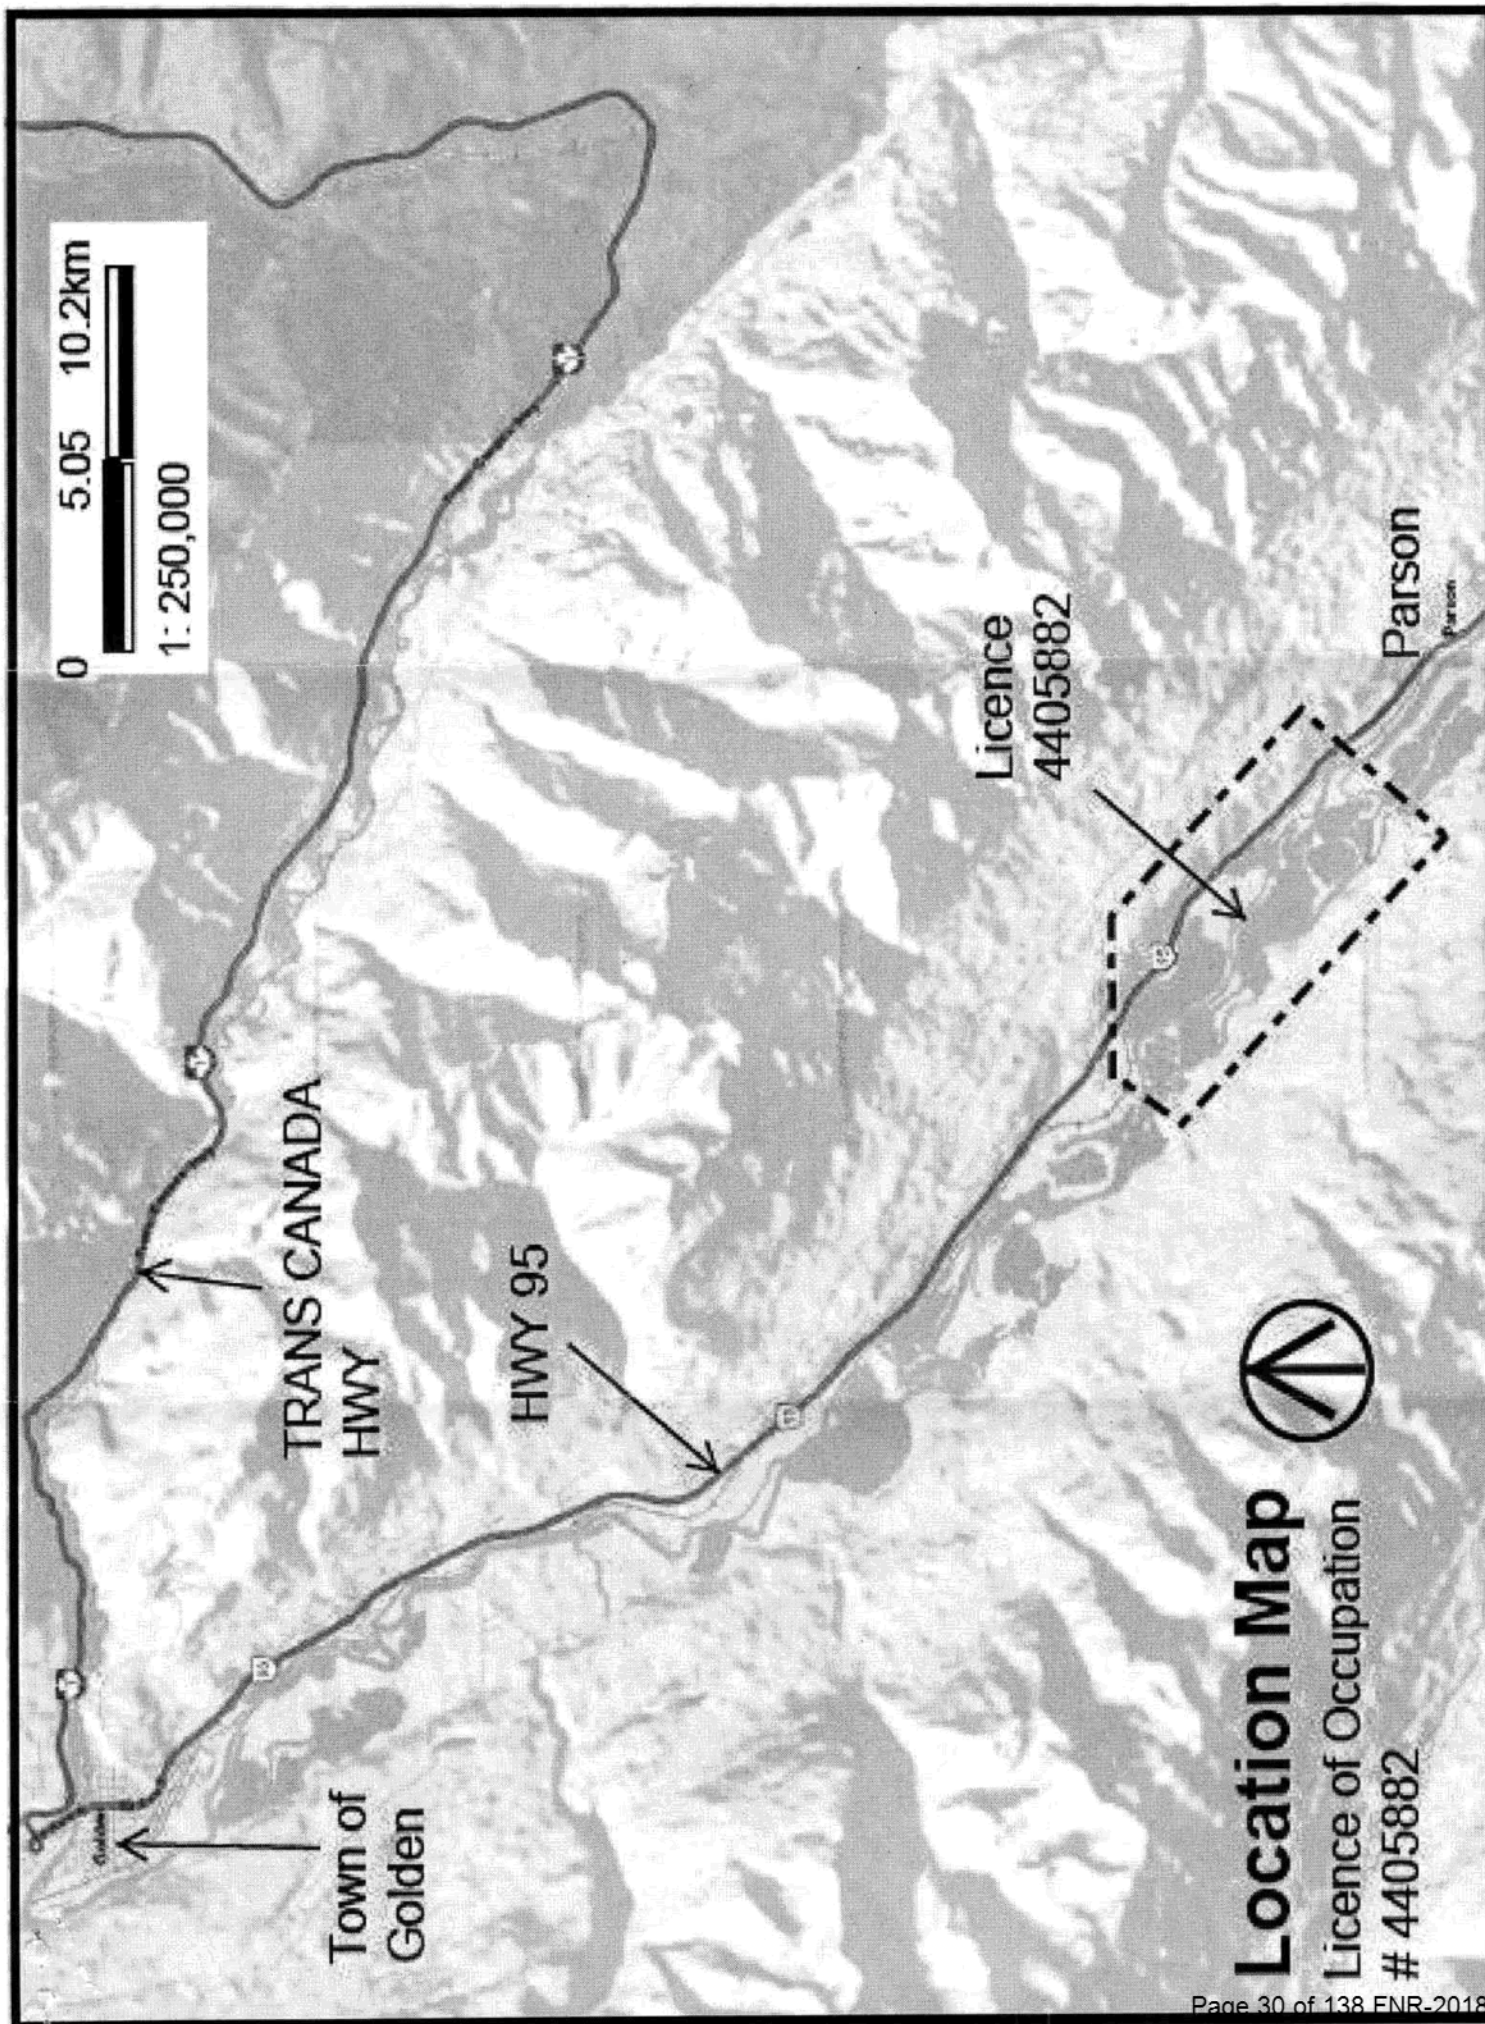 0 5.05 10.2km
1: 250,000
TRANS CANADA
HWY
Town of
Golden
HWY 95
Licence
4405882
Parson
Parson
Location Map
Licence of Occupation
# 4405882
Page 30 of 138 FNR-2018